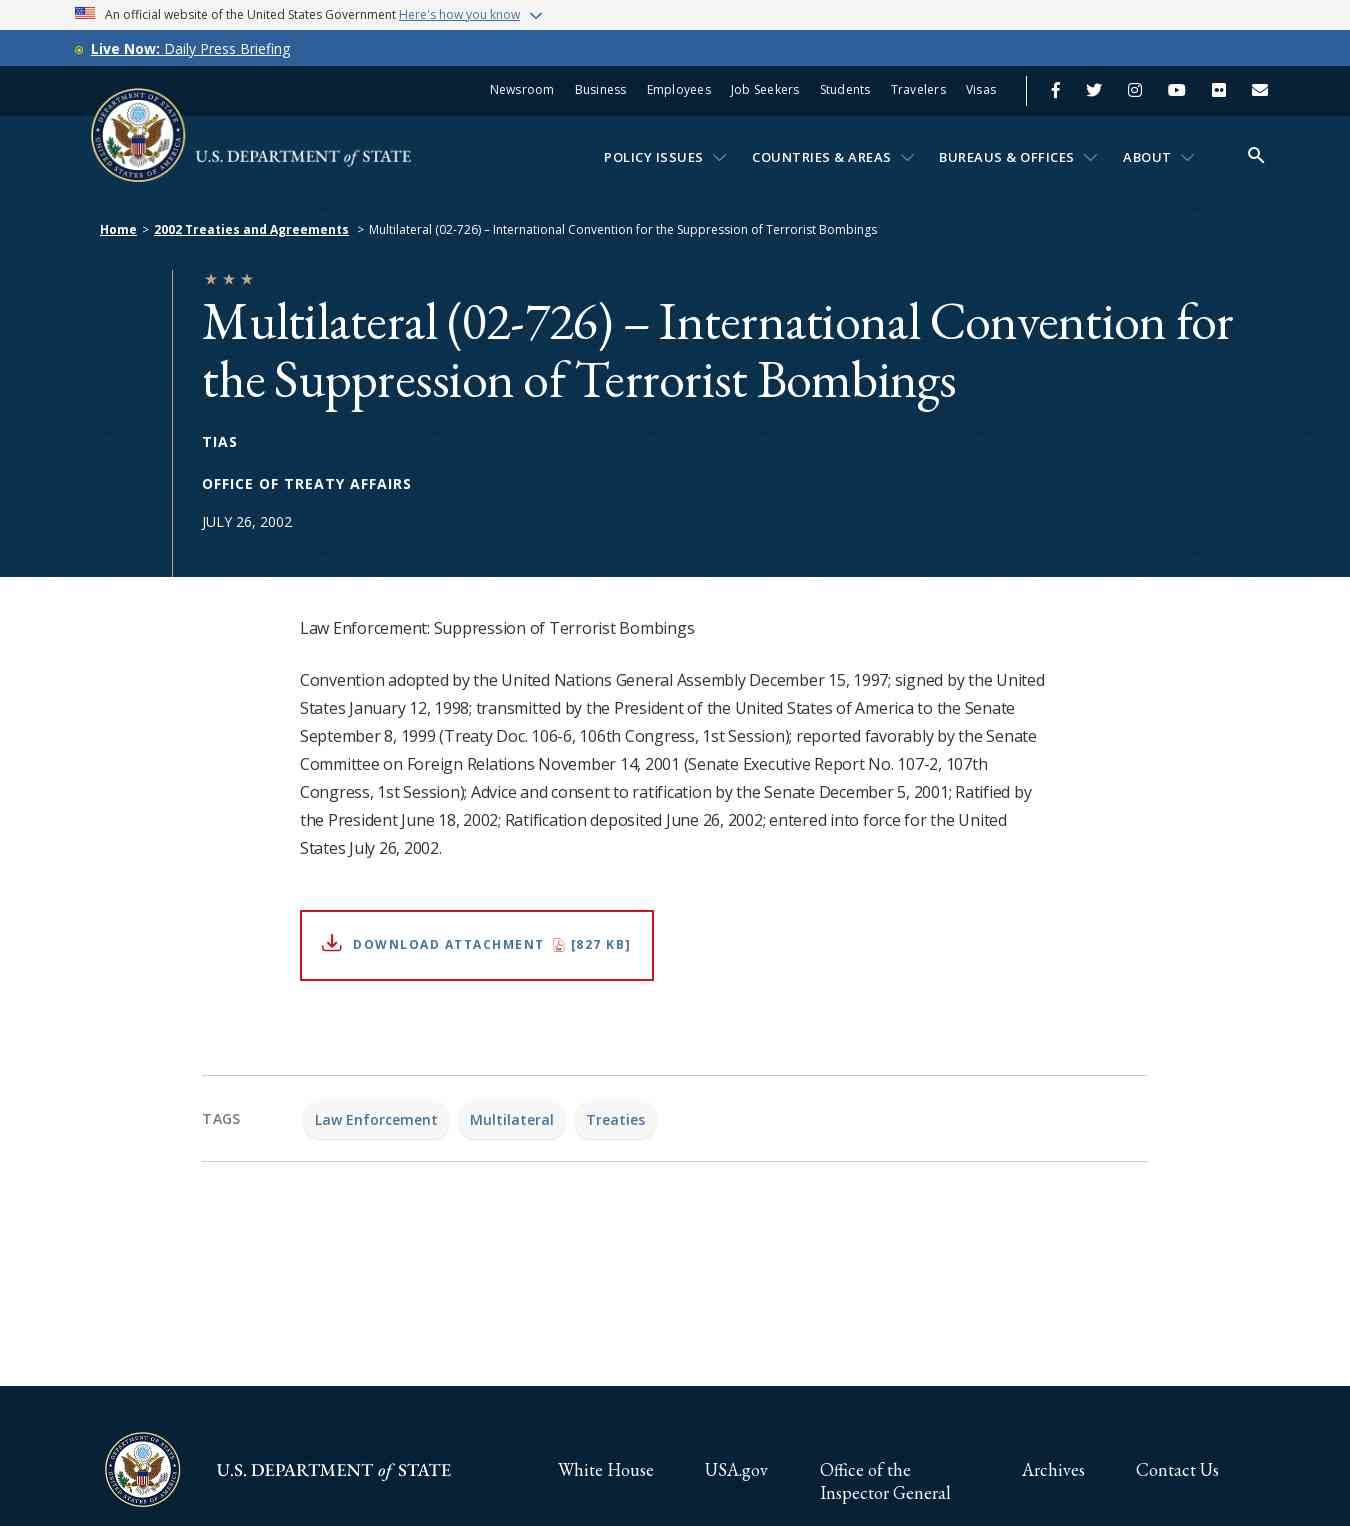 An official website of the United States Government Here's how you know
Live Now: Daily Press Briefing
Newsroom Business Employees Job Seekers Students Travelers Visas
U.S. DEPARTMENT of STATE
POLICY ISSUES COUNTRIES & AREAS BUREAUS & OFFICES ABOUT
Home > 2002 Treaties and Agreements > Multilateral (02-726) – International Convention for the Suppression of Terrorist Bombings
Multilateral (02-726) – International Convention for
the Suppression of Terrorist Bombings
TIAS
OFFICE OF TREATY AFFAIRS
JULY 26, 2002
Law Enforcement: Suppression of Terrorist Bombings
Convention adopted by the United Nations General Assembly December 15, 1997; signed by the United
States January 12, 1998; transmitted by the President of the United States of America to the Senate
September 8, 1999 (Treaty Doc. 106-6, 106th Congress, 1st Session); reported favorably by the Senate
Committee on Foreign Relations November 14, 2001 (Senate Executive Report No. 107-2, 107th
Congress, 1st Session); Advice and consent to ratification by the Senate December 5, 2001; Ratified by
the President June 18, 2002; Ratification deposited June 26, 2002; entered into force for the United
States July 26, 2002.
DOWNLOAD ATTACHMENT [827 KB]
TAGS Law Enforcement Multilateral Treaties
DEPARTMENT OF STATE
UNITED STATES OF AMERICA
U.S. DEPARTMENT of STATE
White House USA.gov Office of the Archives Contact Us
Inspector General